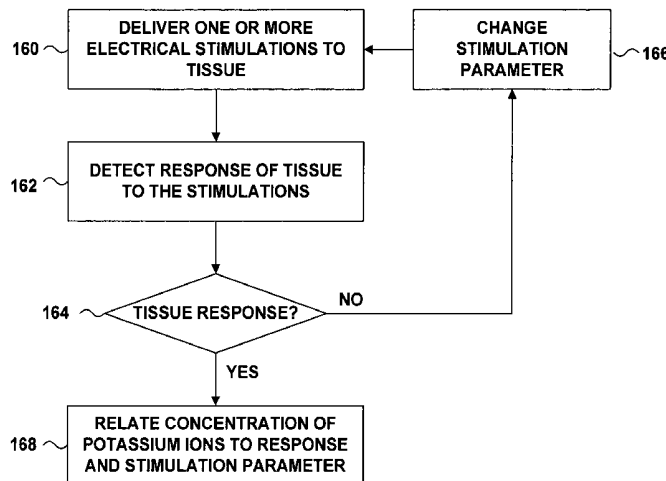 160
DELIVER ONE OR MORE
ELECTRICAL STIMULATIONS TO
TISSUE
CHANGE
STIMULATION
PARAMETER
166
162
DETECT RESPONSE OF TISSUE
TO THE STIMULATIONS
164
TISSUE RESPONSE?
NO
YES
168
RELATE CONCENTRATION OF
POTASSIUM IONS TO RESPONSE
AND STIMULATION PARAMETER